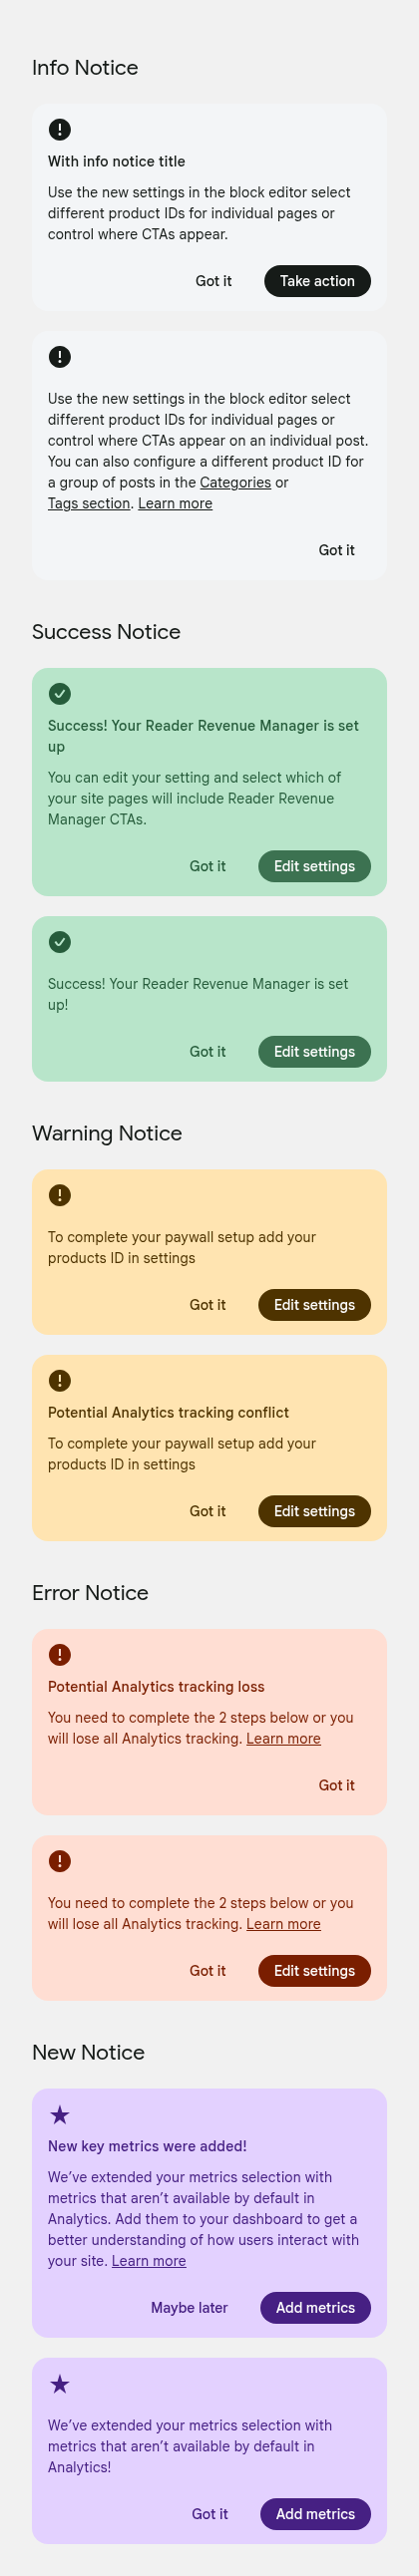 Info Notice
With info notice title
Use the new settings in the block editor select
different product IDs for individual pages or
control where CTAs appear.
Got it Take action
Use the new settings in the block editor select
different product IDs for individual pages or
control where CTAs appear on an individual post.
You can also configure a different product ID for
a group of posts in the Categories or
Tags section. Learn more
Got it
Success Notice
Success! Your Reader Revenue Manager is set
up
You can edit your setting and select which of
your site pages will include Reader Revenue
Manager CTAs.
Got it Edit settings
Success! Your Reader Revenue Manager is set
up!
Got it Edit settings
Warning Notice
To complete your paywall setup add your
products ID in settings
Got it Edit settings
Potential Analytics tracking conflict
To complete your paywall setup add your
products ID in settings
Got it Edit settings
Error Notice
Potential Analytics tracking loss
You need to complete the 2 steps below or you
will lose all Analytics tracking. Learn more
Got it
You need to complete the 2 steps below or you
will lose all Analytics tracking. Learn more
Got it Edit settings
New Notice
New key metrics were added!
We’ve extended your metrics selection with
metrics that aren’t available by default in
Analytics. Add them to your dashboard to get a
better understanding of how users interact with
your site. Learn more
Maybe later Add metrics
We’ve extended your metrics selection with
metrics that aren’t available by default in
Analytics!
Got it Add metrics